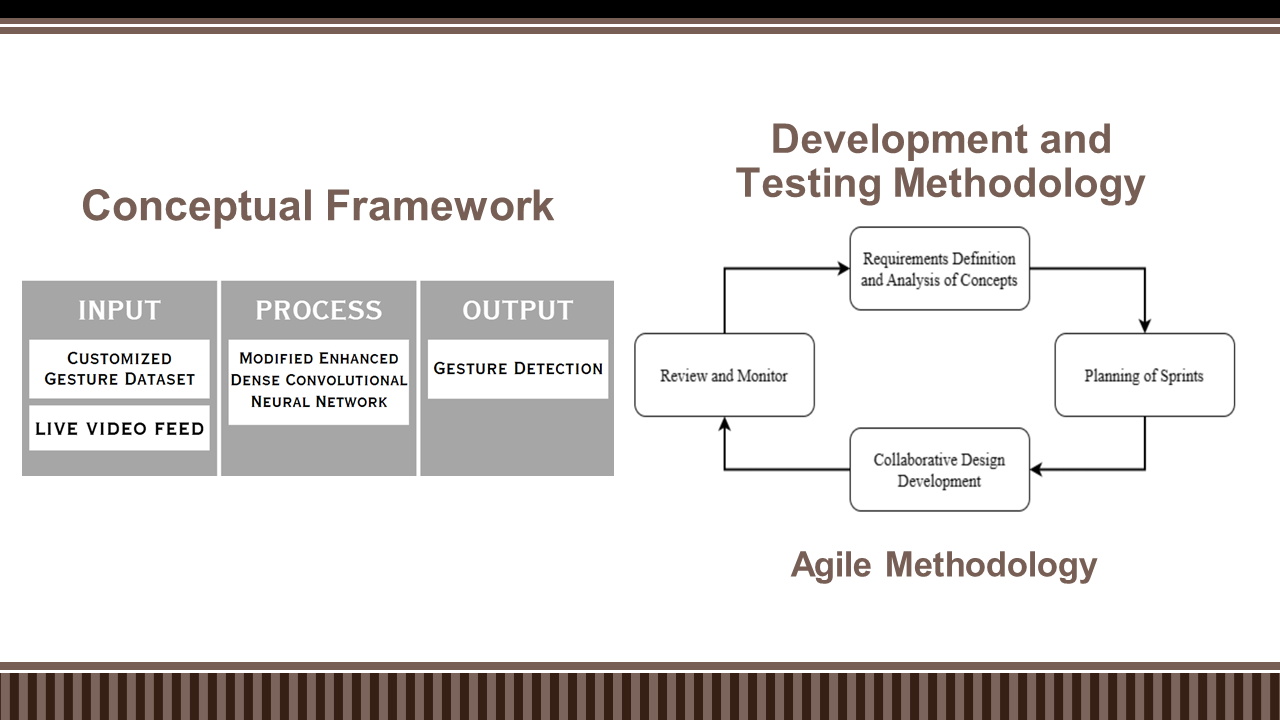 Conceptual Framework
INPUT
CUSTOMIZED
GESTURE DATASET
LIVE VIDEO FEED
PROCESS
MODIFIED ENHANCED
DENSE CONVOLUTIONAL
NEURAL NETWORK
OUTPUT
GESTURE DETECTION
Development and
Testing Methodology
Requirements Definition
and Analysis of Concepts
Planning of Sprints
Collaborative Design
Development
Review and Monitor
Agile Methodology